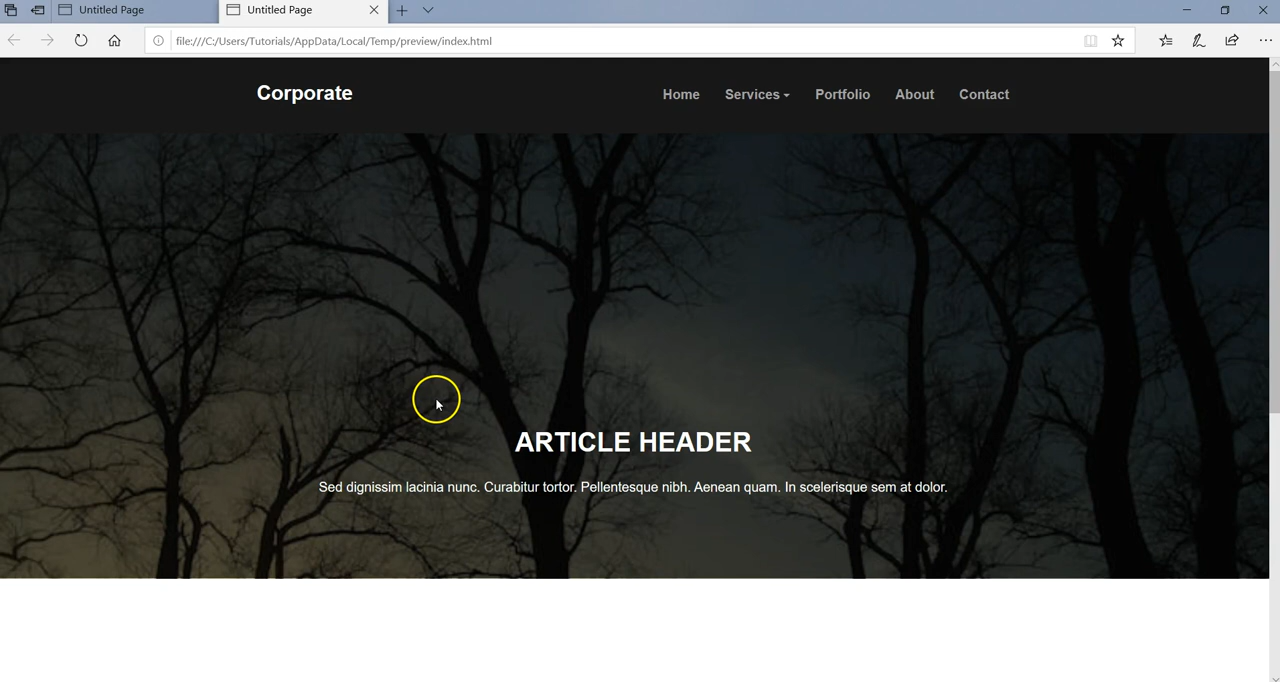 Untitled Page
Untitled Page
file:///C:/Users/Tutorials/AppData/Local/Temp/preview/index.html
Corporate
Home Services Portfolio About Contact
ARTICLE HEADER
Sed dignissim lacinia nunc. Curabitur tortor. Pellentesque nibh. Aenean quam. In scelerisque sem at dolor.